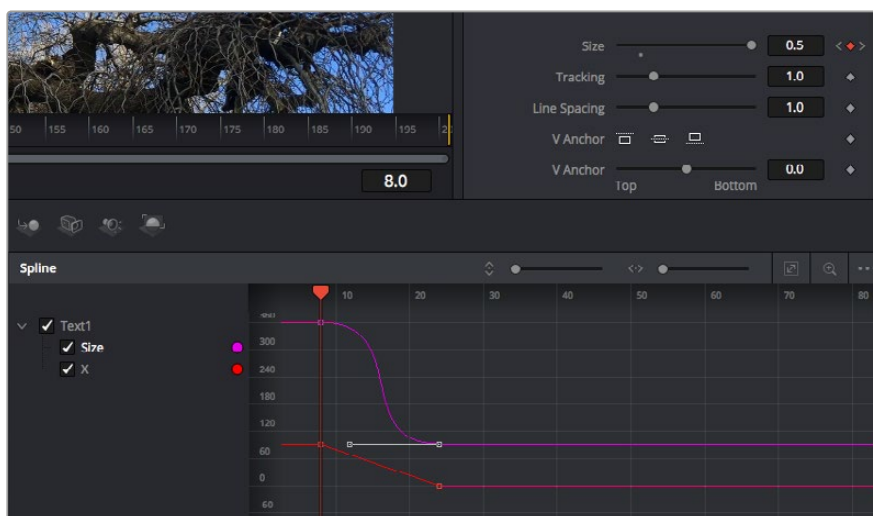 Size 0.5 < >
Tracking 1.0
Line Spacing 1.0
V Anchor
V Anchor 0.0
Top Bottom
155 160 165 170 175 180 185 190 195
8.0
Spline
10 20 30 40 50 60 70 80
Text1
Size
X
300
240
180
120
60
0
60